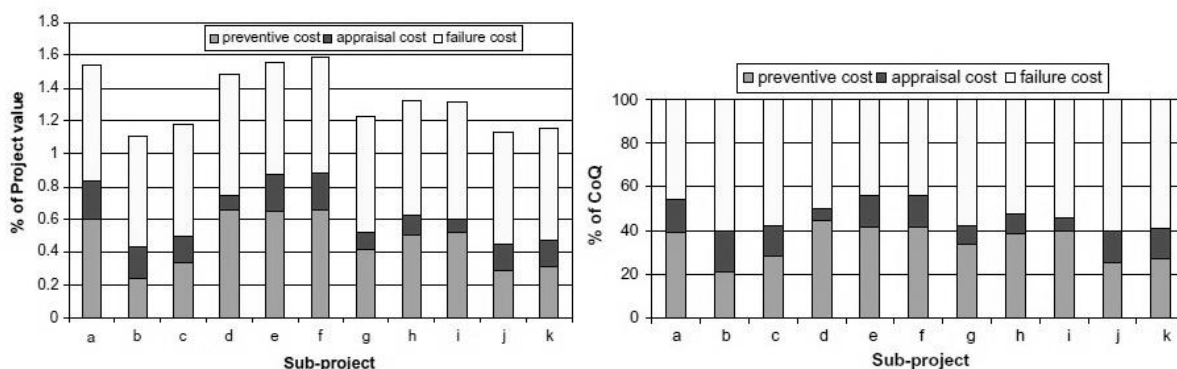 1.8
preventive cost appraisal cost failure cost
1.6
1.4
1.2
1
0.8
0.6
0.4
0.2
0
% of Project value
a b c d e f g h i j k
Sub-project
preventive cost appraisal cost failure cost
100
80
60
40
20
0
% of CoQ
a b c d e f g h i j k
Sub-project